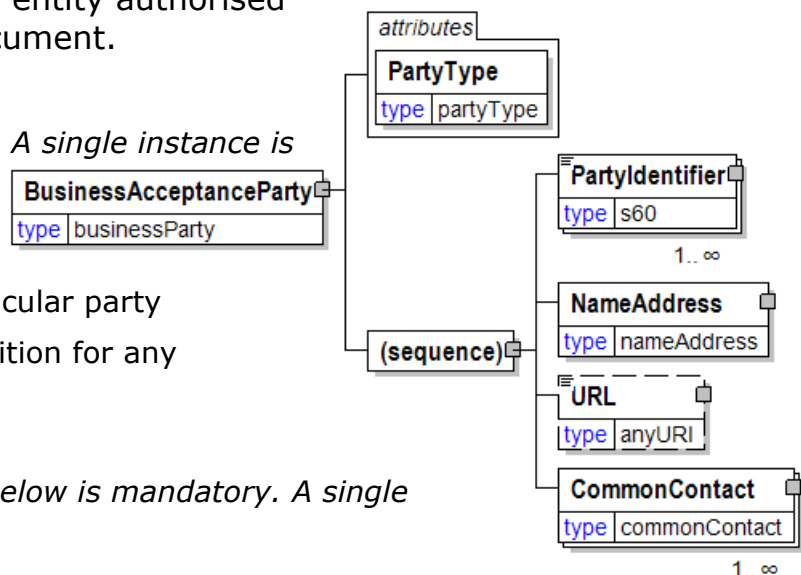 entity authorised
cument.
A single instance is
cular party
ition for any
elow is mandatory. A single
attributes
PartyType
type partyType
BusinessAcceptanceParty
type businessParty
(sequence)
PartyIdentifier
type s60
1.. ∞
NameAddress
type nameAddress
URL
type anyURI
CommonContact
type commonContact
1.. ∞